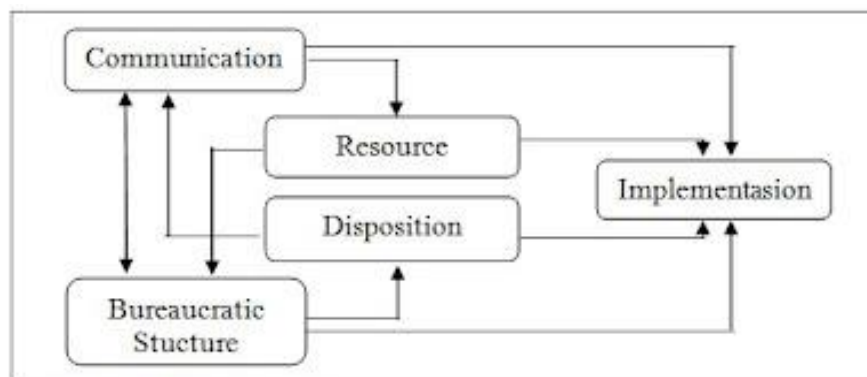 Communication
Resource
Implementasion
Disposition
Bureaucratic
Stucture